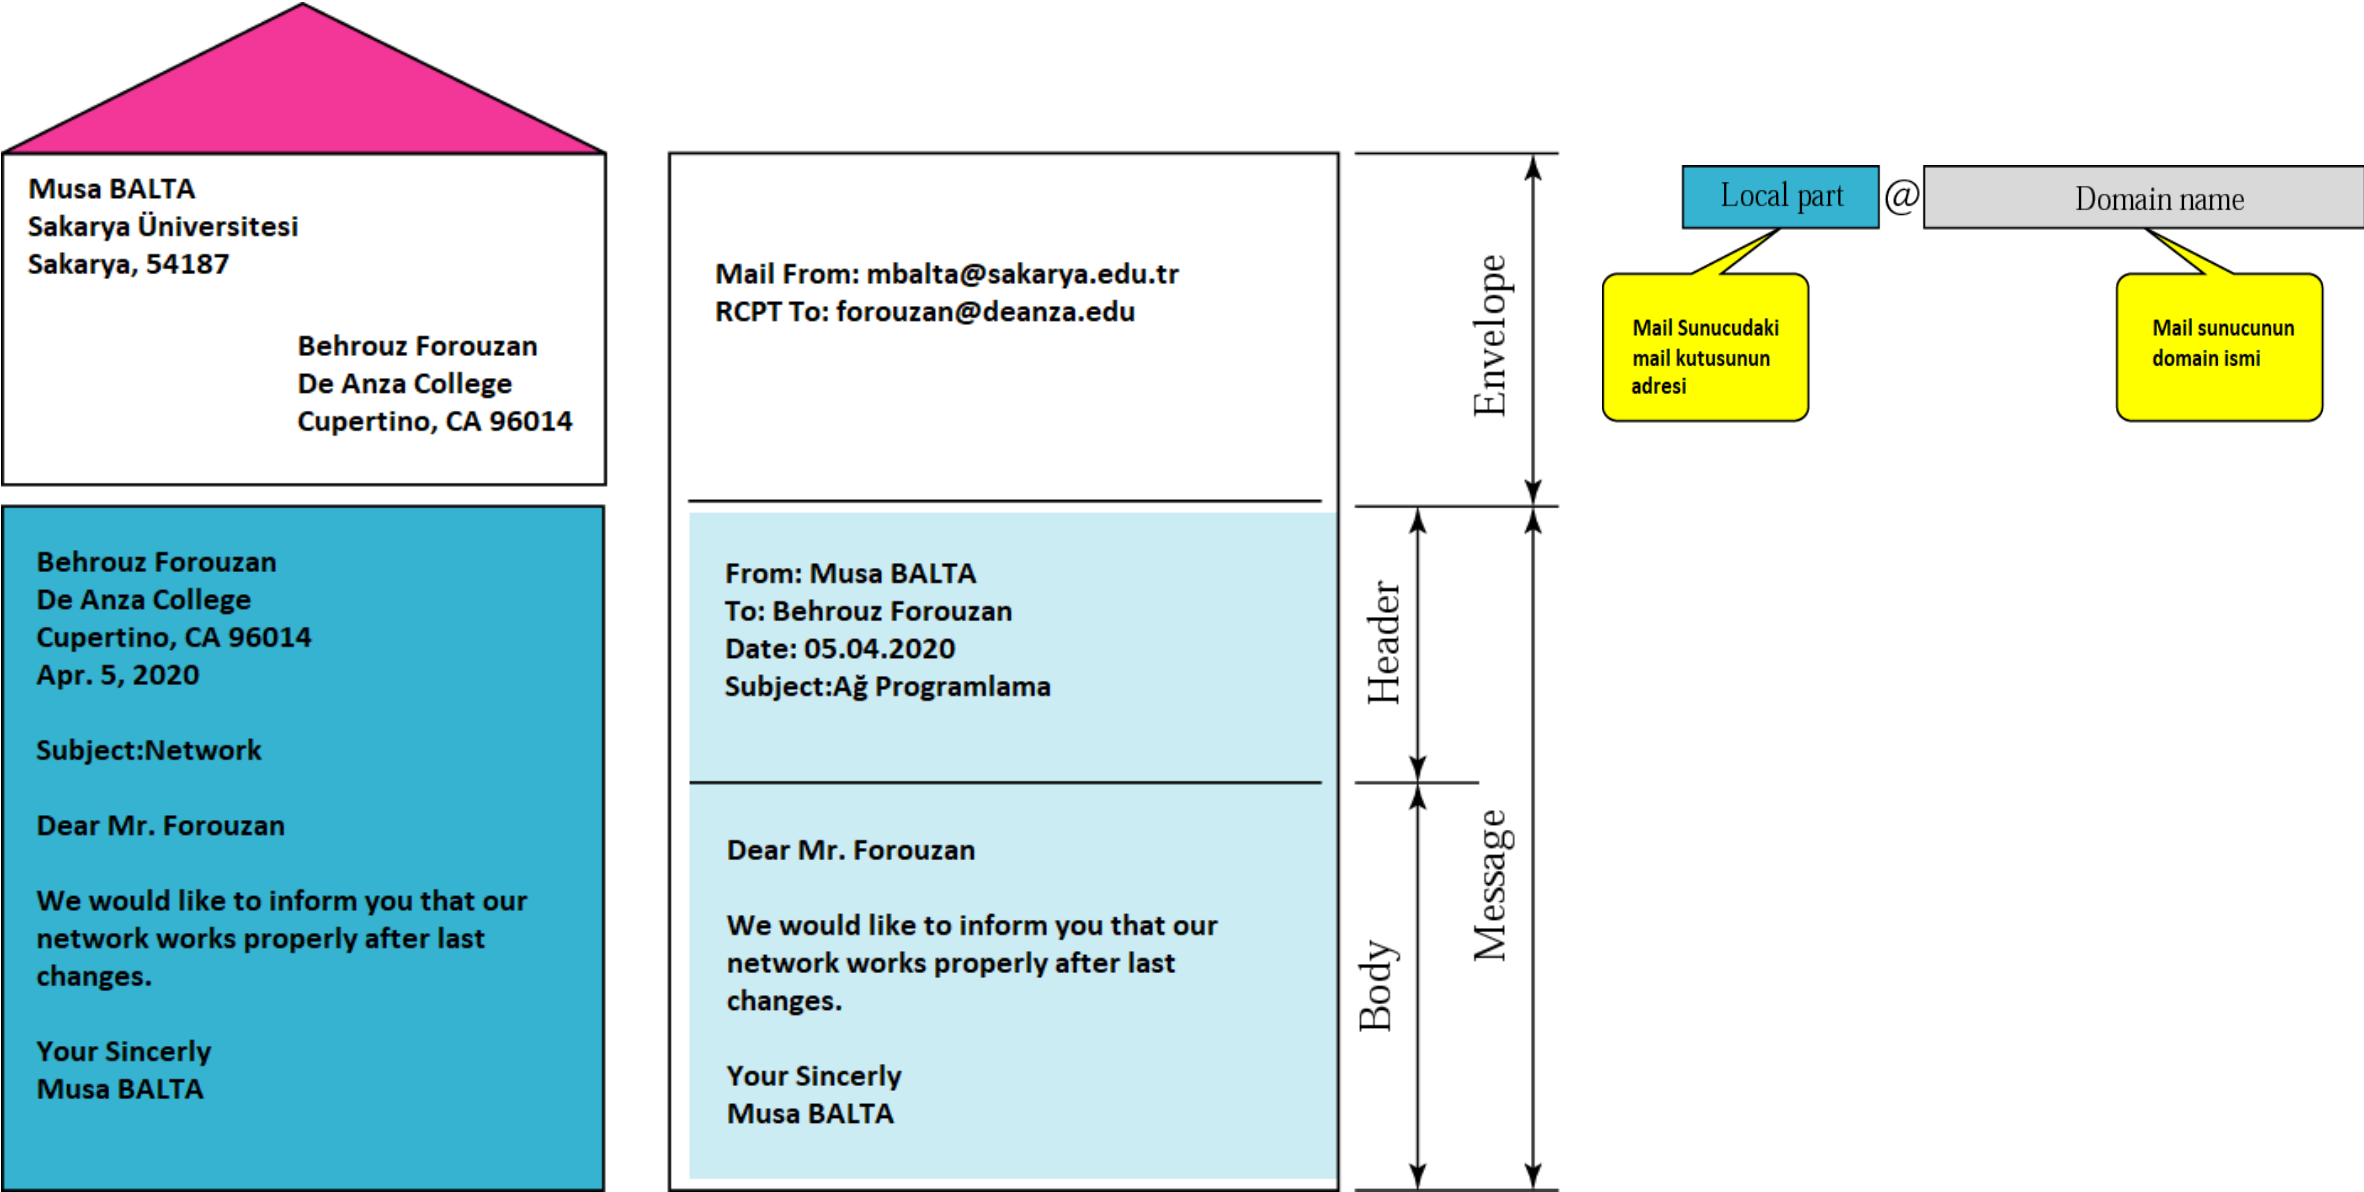 Musa BALTA
Sakarya Üniversitesi
Sakarya, 54187
Behrouz Forouzan
De Anza College
Cupertino, CA 96014
Behrouz Forouzan
De Anza College
Cupertino, CA 96014
Apr. 5, 2020
Subject:Network
Dear Mr. Forouzan
We would like to inform you that our
network works properly after last
changes.
Your Sincerly
Musa BALTA
Mail From: mbalta@sakarya.edu.tr
RCPT To: forouzan@deanza.edu
From: Musa BALTA
To: Behrouz Forouzan
Date: 05.04.2020
Subject:Ağ Programlama
Dear Mr. Forouzan
We would like to inform you that our
network works properly after last
changes.
Your Sincerly
Musa BALTA
Envelope
Header
Body
Message
Local part @ Domain name
Mail Sunucudaki
mail kutusunun
adresi
Mail sunucunun
domain ismi